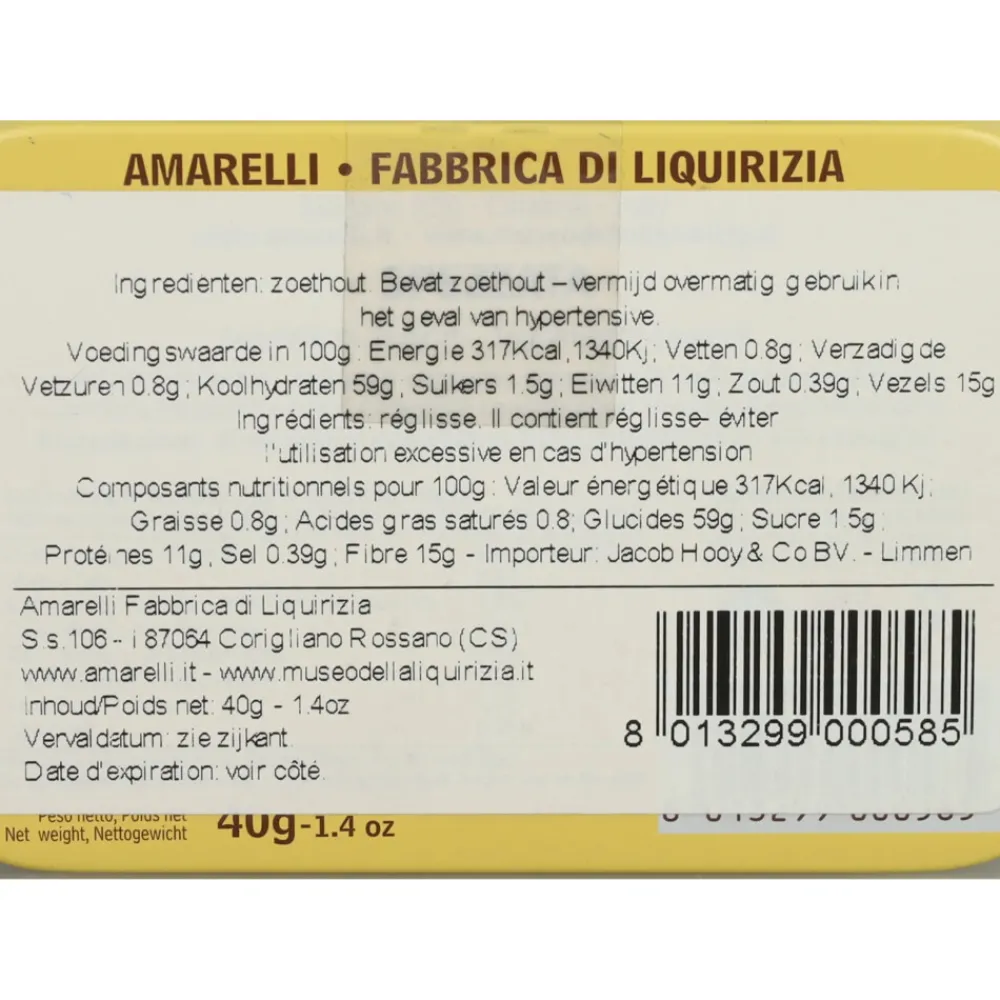 AMARELLI • FABBRICA DI LIQUIRIZIA
Ingredienten: zoethout. Bevat zoethout – vermijd overmatig gebruik in
het geval van hypertensive.
Voedingswaarde in 100g : Energie 317Kcal, 1340Kj; Vetten 0.8g ; Verzadigde
Vetzuren 0.8g ; Koolhydraten 59g ; Suikers 1.5g ; Eiwitten 11g ; Zout 0.39g ; Vezels 15g
Ingrédients: réglisse. Il contient réglisse- éviter
l'utilisation excessive en cas d'hypertension
Composants nutritionnels pour 100g : Valeur énergétique 317Kcal, 1340 Kj;
Graisse 0.8g ; Acides gras saturés 0.8; Glucides 59g ; Sucre 1.5g
Protéines 11g, Sel 0.39g ; Fibre 15g - Importeur: Jacob Hooy & Co BV. - Limmen
Amarelli Fabbrica di Liquirizia
S.s.106 - i 87064 Corigliano Rossano (CS)
www.amarelli.it - www.museodellaliquirizia.it
Inhoud/Poids net: 40g - 1.4oz
Vervaldatum: zie zijkant.
Date d'expiration: voir côté.
8 013299 000585
Peso netto, Poids net
Net weight, Nettogewicht
40g-1.4 oz